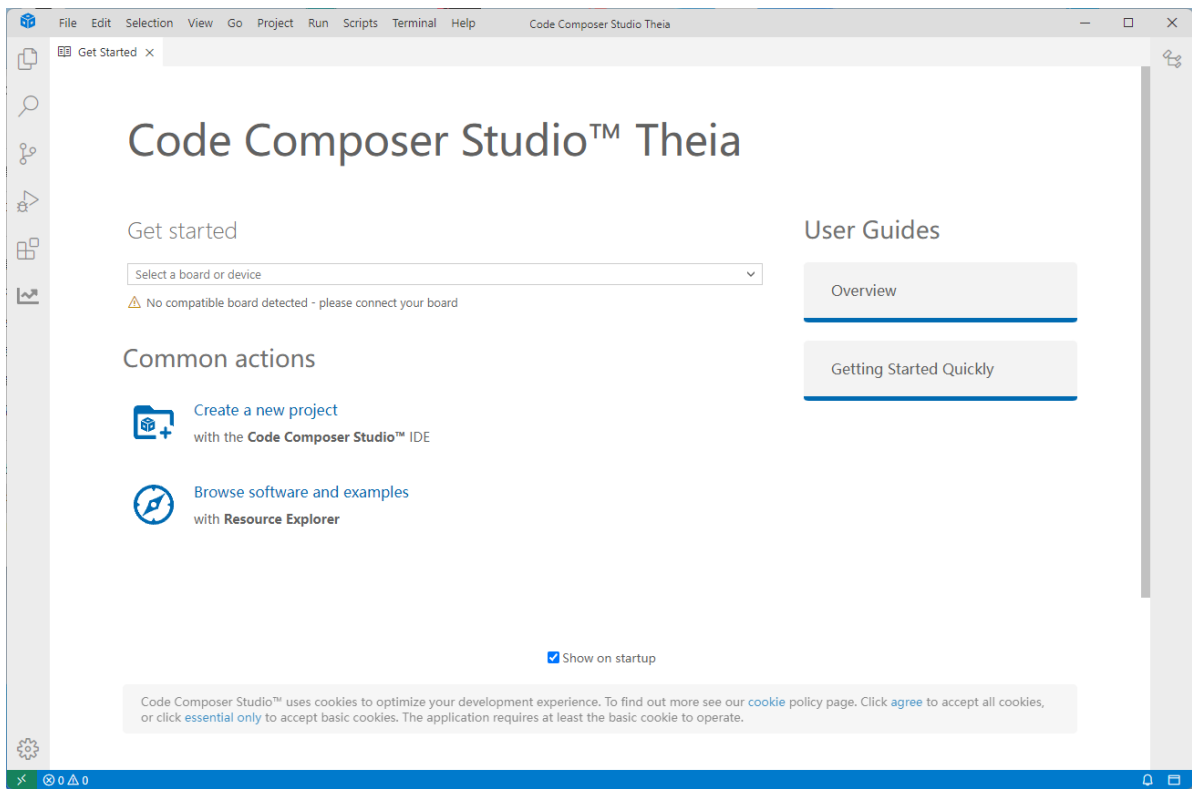 File Edit Selection View Go Project Run Scripts Terminal Help Code Composer Studio Theia
Get Started
Code Composer Studio™ Theia
Get started
Select a board or device
No compatible board detected - please connect your board
Common actions
Create a new project
with the Code Composer Studio™ IDE
Browse software and examples
with Resource Explorer
User Guides
Overview
Getting Started Quickly
Show on startup
Code Composer Studio™ uses cookies to optimize your development experience. To find out more see our cookie policy page. Click agree to accept all cookies,
or click essential only to accept basic cookies. The application requires at least the basic cookie to operate.
0 0